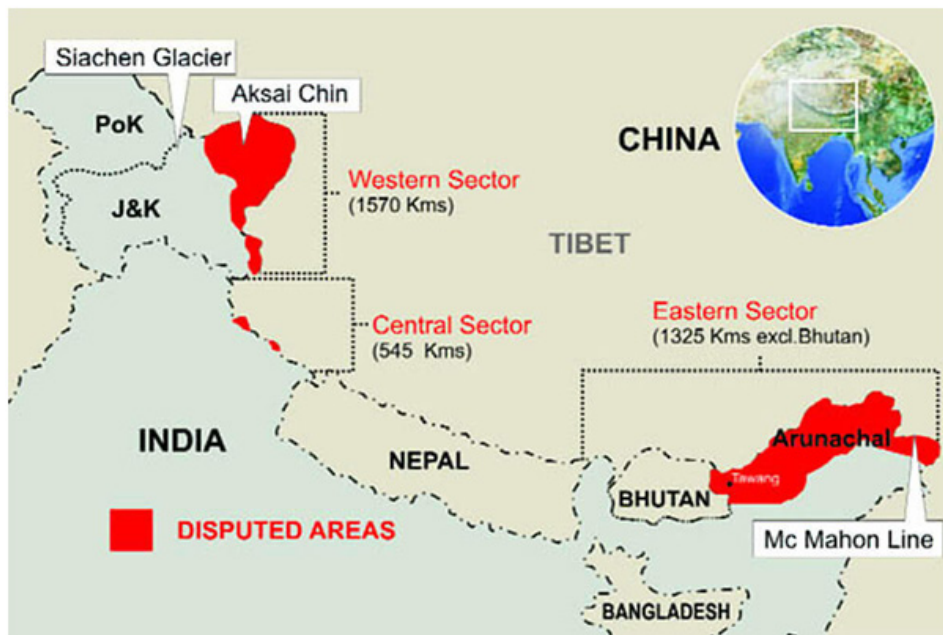 Siachen Glacier
Aksai Chin
PoK
CHINA
Western Sector
(1570 Kms)
J&K
TIBET
Eastern Sector
(1325 Kms excl.Bhutan)
Central Sector
(545 Kms)
INDIA
NEPAL
Arunachal
Tawang
BHUTAN
DISPUTED AREAS
Mc Mahon Line
BANGLADESH